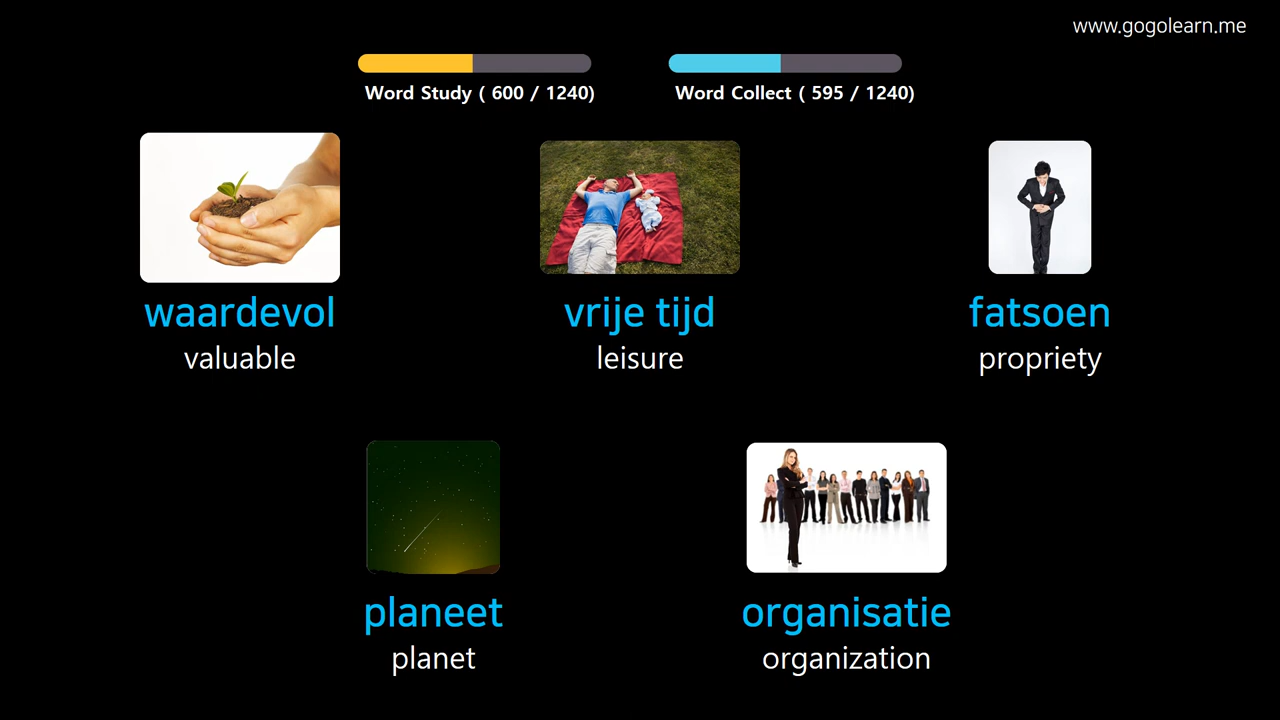 www.gogolearn.me
Word Study ( 600 / 1240)
Word Collect ( 595 / 1240)
waardevol
valuable
vrije tijd
leisure
fatsoen
propriety
planeet
planet
organisatie
organization